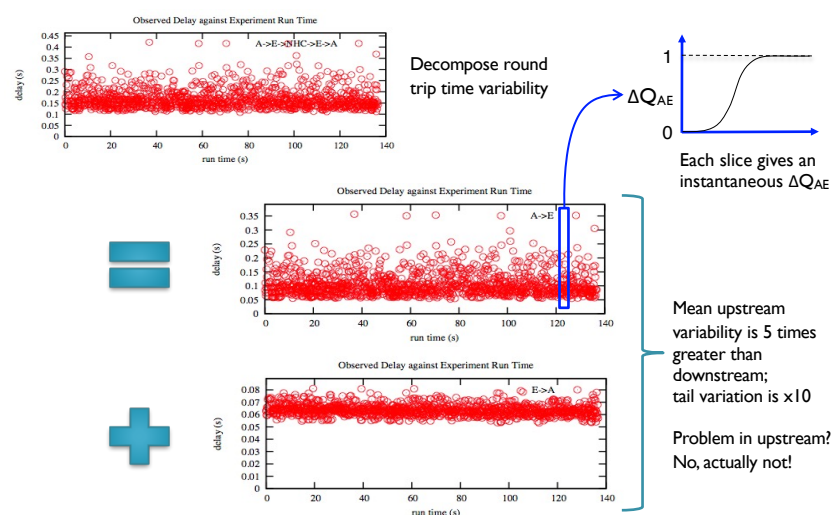 Observed Delay against Experiment Run Time
A->E->NHC->E->A
delay (s)
0.45
0.4
0.35
0.3
0.25
0.2
0.15
0.1
0.05
0
0 20 40 60 80 100 120 140
run time (s)
Decompose round
trip time variability
1
ΔQAE
0
Each slice gives an
instantaneous ΔQAE
Observed Delay against Experiment Run Time
A->E
delay (s)
0.35
0.3
0.25
0.2
0.15
0.1
0.05
0
0 20 40 60 80 100 120 140
run time (s)
Observed Delay against Experiment Run Time
E->A
delay (s)
0.08
0.07
0.06
0.05
0.04
0.03
0.02
0.01
0
0 20 40 60 80 100 120 140
run time (s)
Mean upstream
variability is 5 times
greater than
downstream;
tail variation is x10
Problem in upstream?
No, actually not!